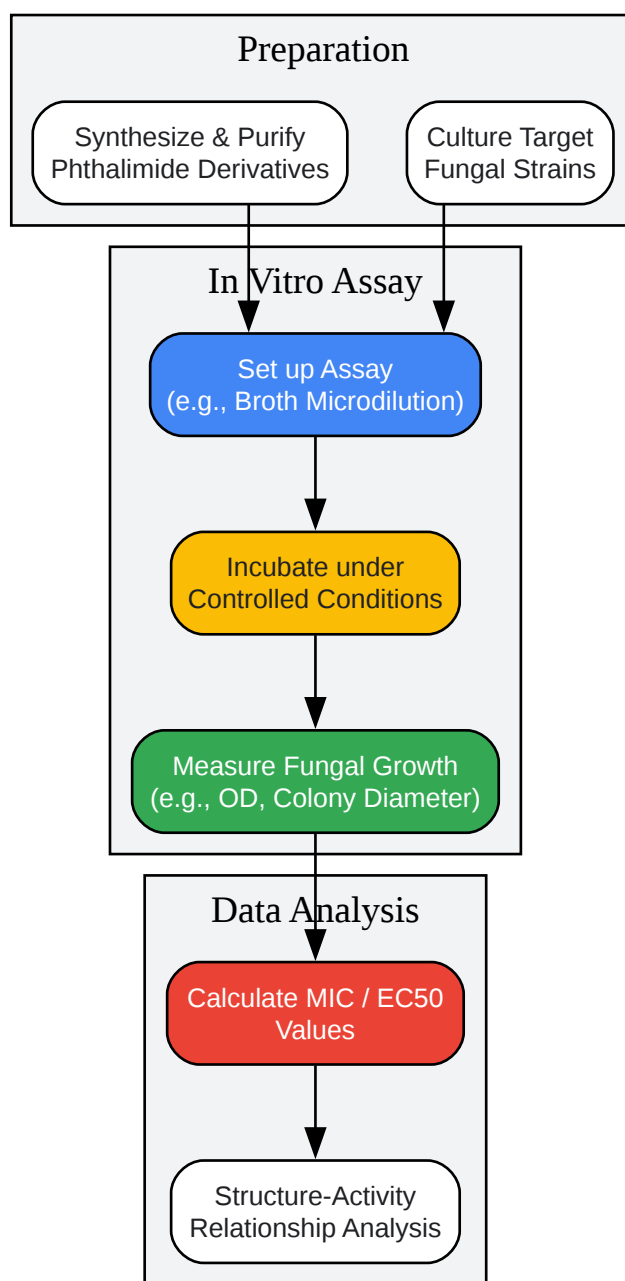 Preparation
Synthesize & Purify
Phthalimide Derivatives
Culture Target
Fungal Strains
In Vitro Assay
Set up Assay
(e.g., Broth Microdilution)
Incubate under
Controlled Conditions
Measure Fungal Growth
(e.g., OD, Colony Diameter)
Data Analysis
Calculate MIC / EC50
Values
Structure-Activity
Relationship Analysis